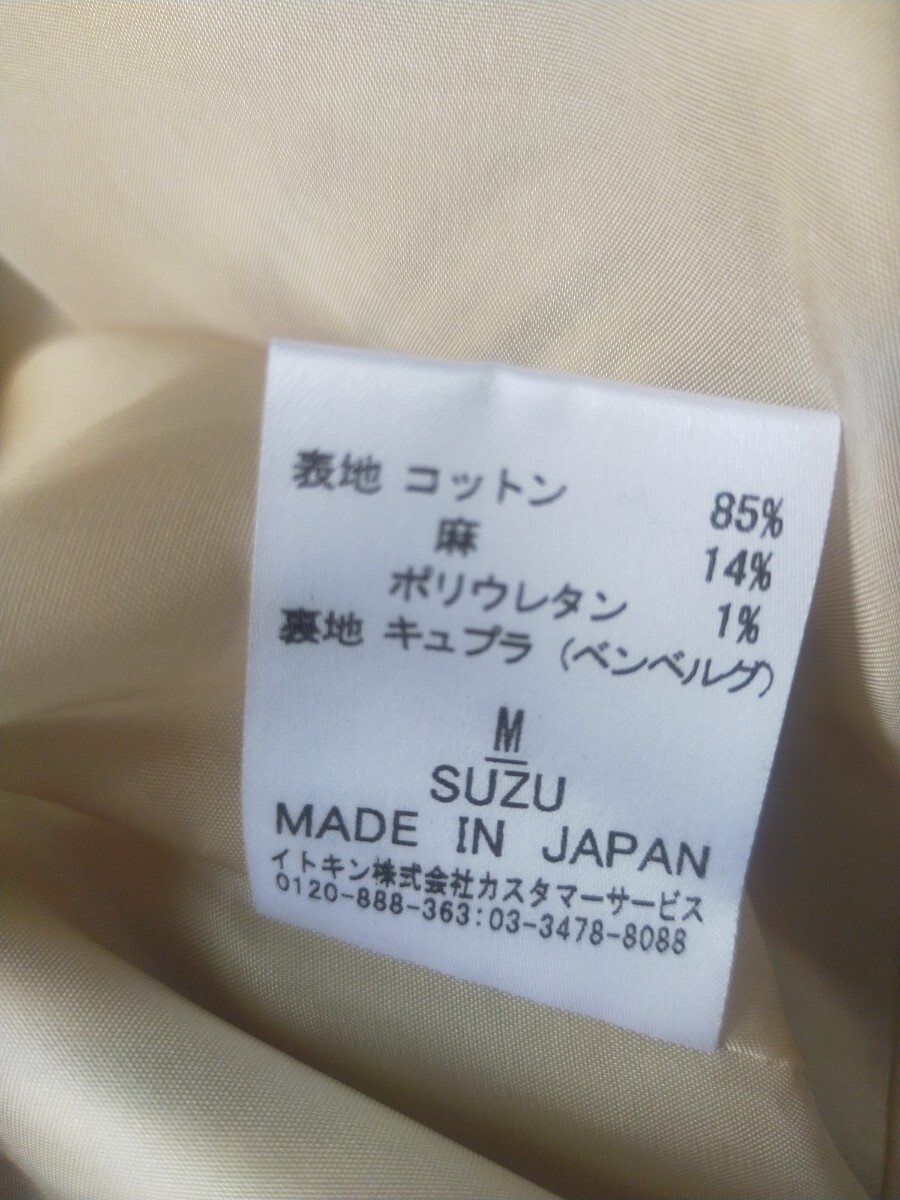 表地 コットン 85%
麻 14%
ポリウレタン 1%
裏地 キュプラ (ベンベルグ)
M
SUZU
MADE IN JAPAN
イトキン株式会社カスタマーサービス
0120-888-363:03-3478-8088